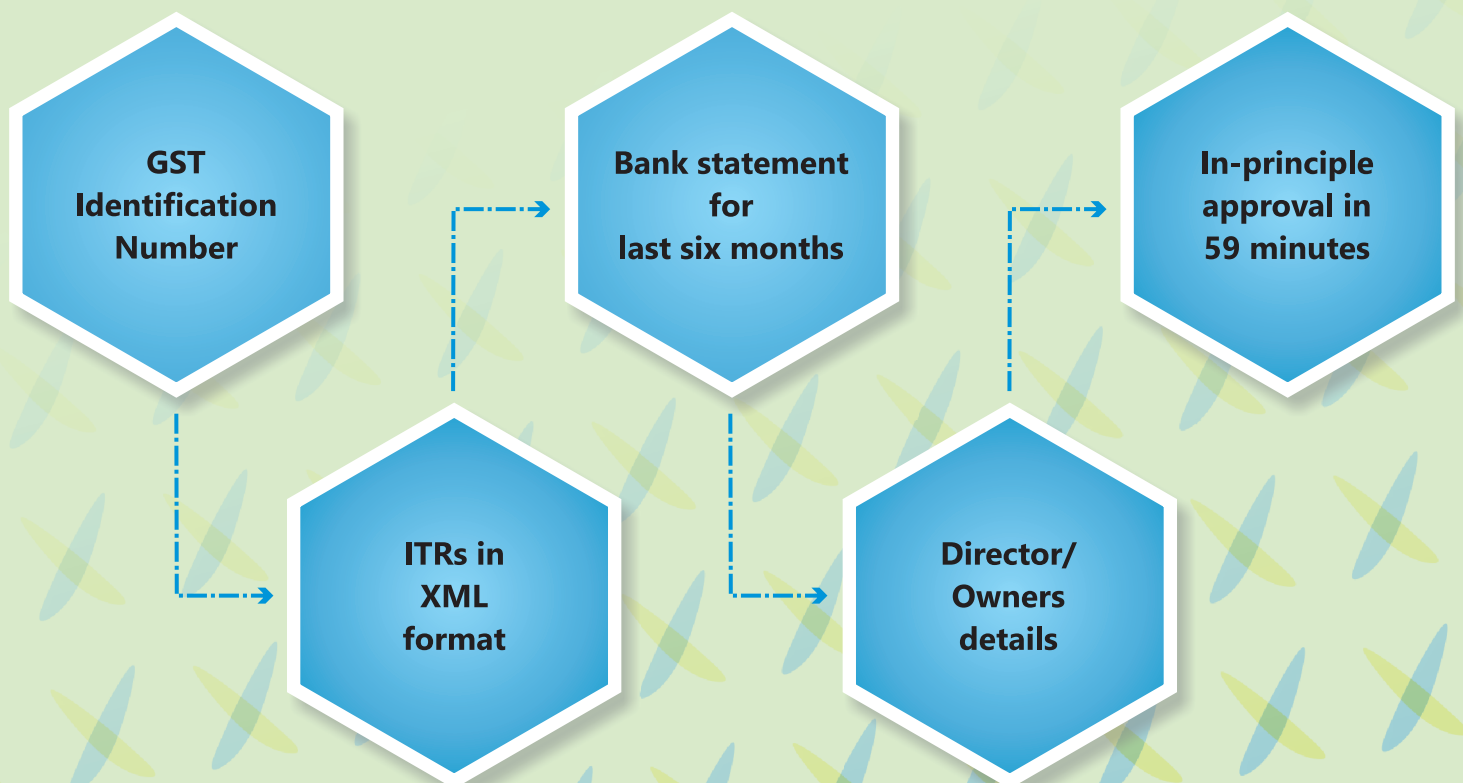 GST
Identification
Number
ITRs in
XML
format
Bank statement
for
last six months
Director/
Owners
details
In-principle
approval in
59 minutes